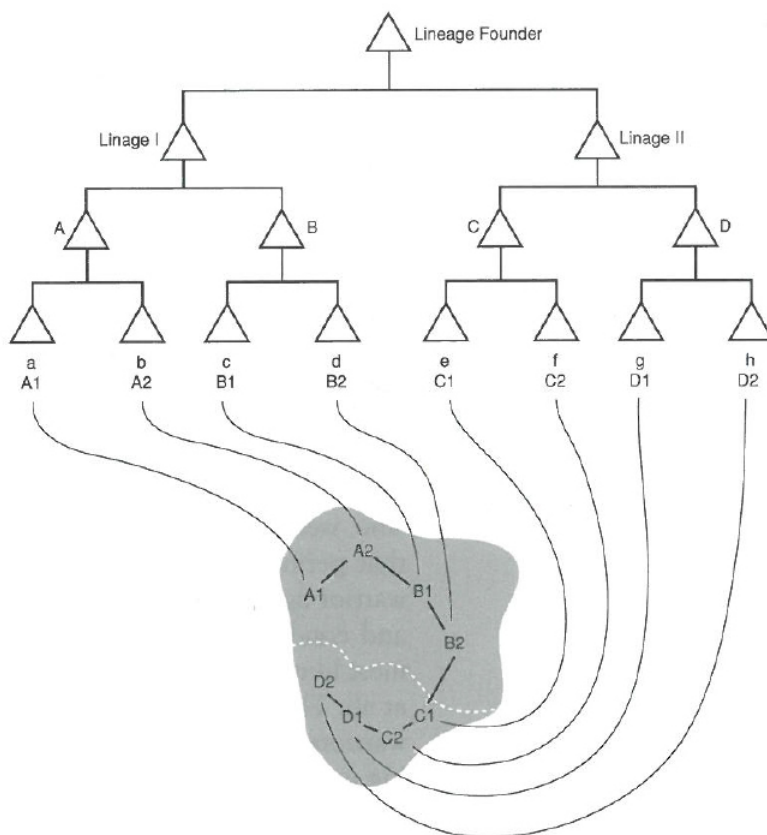 Lineage Founder
Linage I
Linage II
A
B
C
D
a
b
c
d
e
f
g
h
A1
A2
B1
B2
C1
C2
D1
D2
A2
A1
B1
B2
D2
D1
C1
C2